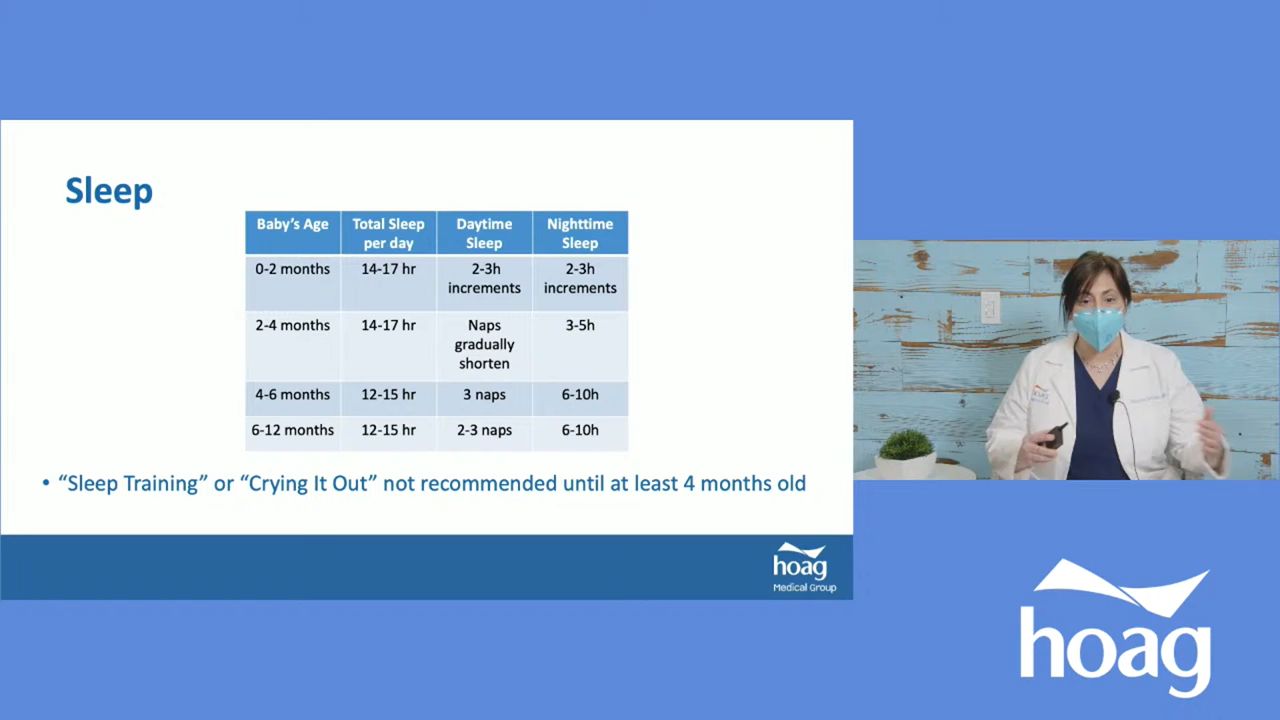 Sleep
Baby's Age
Total Sleep
per day
Daytime
Sleep
Nighttime
Sleep
0-2 months
14-17 hr
2-3h
increments
2-3h
increments
2-4 months
14-17 hr
Naps
gradually
shorten
3-5h
4-6 months
12-15 hr
3 naps
6-10h
6-12 months
12-15 hr
2-3 naps
6-10h
• “Sleep Training” or “Crying It Out” not recommended until at least 4 months old
hoag
Medical Group
hoag